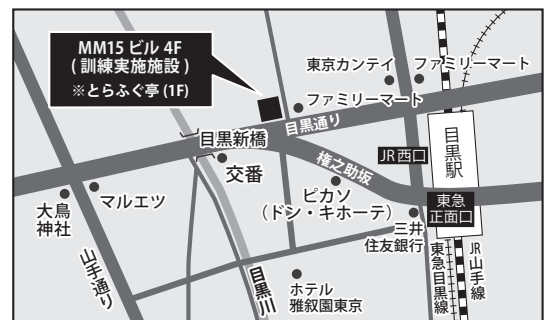 MM15 ビル 4F
( 訓練実施施設 )
※とらふぐ亭 (1F)
東京カンテイ
ファミリーマート
ファミリーマート
目黒通り
目黒新橋
交番
権之助坂
JR西口
目黒駅
ピカソ
（ドン・キホーテ）
東急
正面口
三井
住友銀行
大鳥
神社
マルエツ
山手通り
目黒川
ホテル
雅叙園東京
東急目黒線
JR山手線